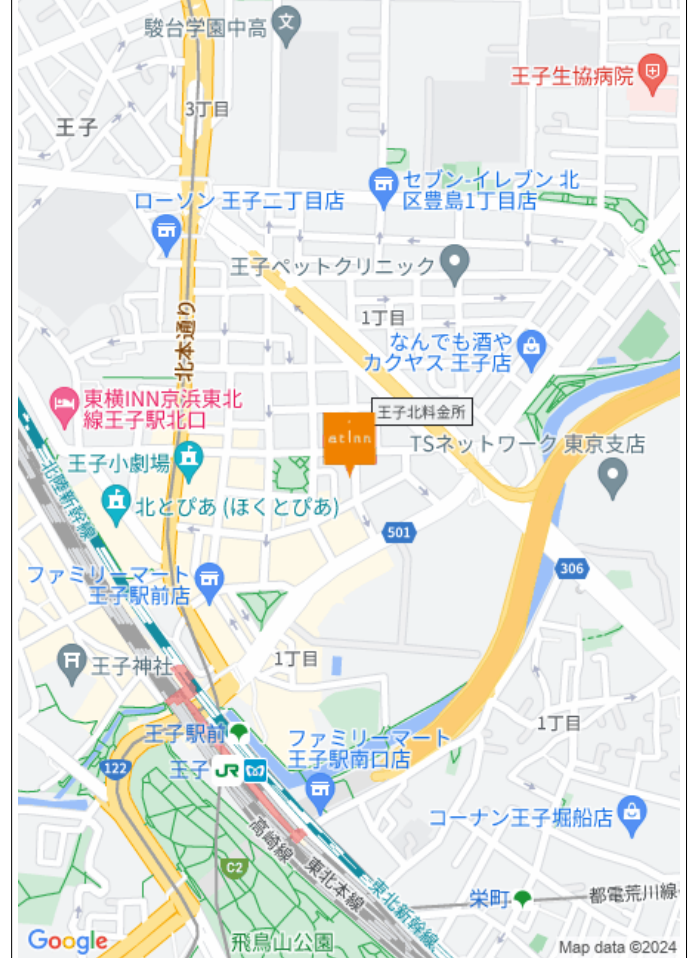 駿台学園中高
王子生協病院
3丁目
王子
セブン-イレブン 北
区豊島1丁目店
ローソン 王子二丁目店
王子ペットクリニック
1丁目
北本通り
なんでも酒や
カクヤス 王子店
東横INN京浜東北
線王子駅北口
王子北料金所
at inn
TSネットワーク 東京支店
王子小劇場
北陸新幹線
北とぴあ (ほくとぴあ)
501
306
ファミリーマート
王子駅前店
1丁目
王子神社
1丁目
王子駅前
ファミリーマート
王子駅南口店
122
王子
JR
コーナン王子堀船店
高崎線
東北本線
C2
東北新幹線
栄町
都電荒川線
飛鳥山公園
Google
Map data ©2024